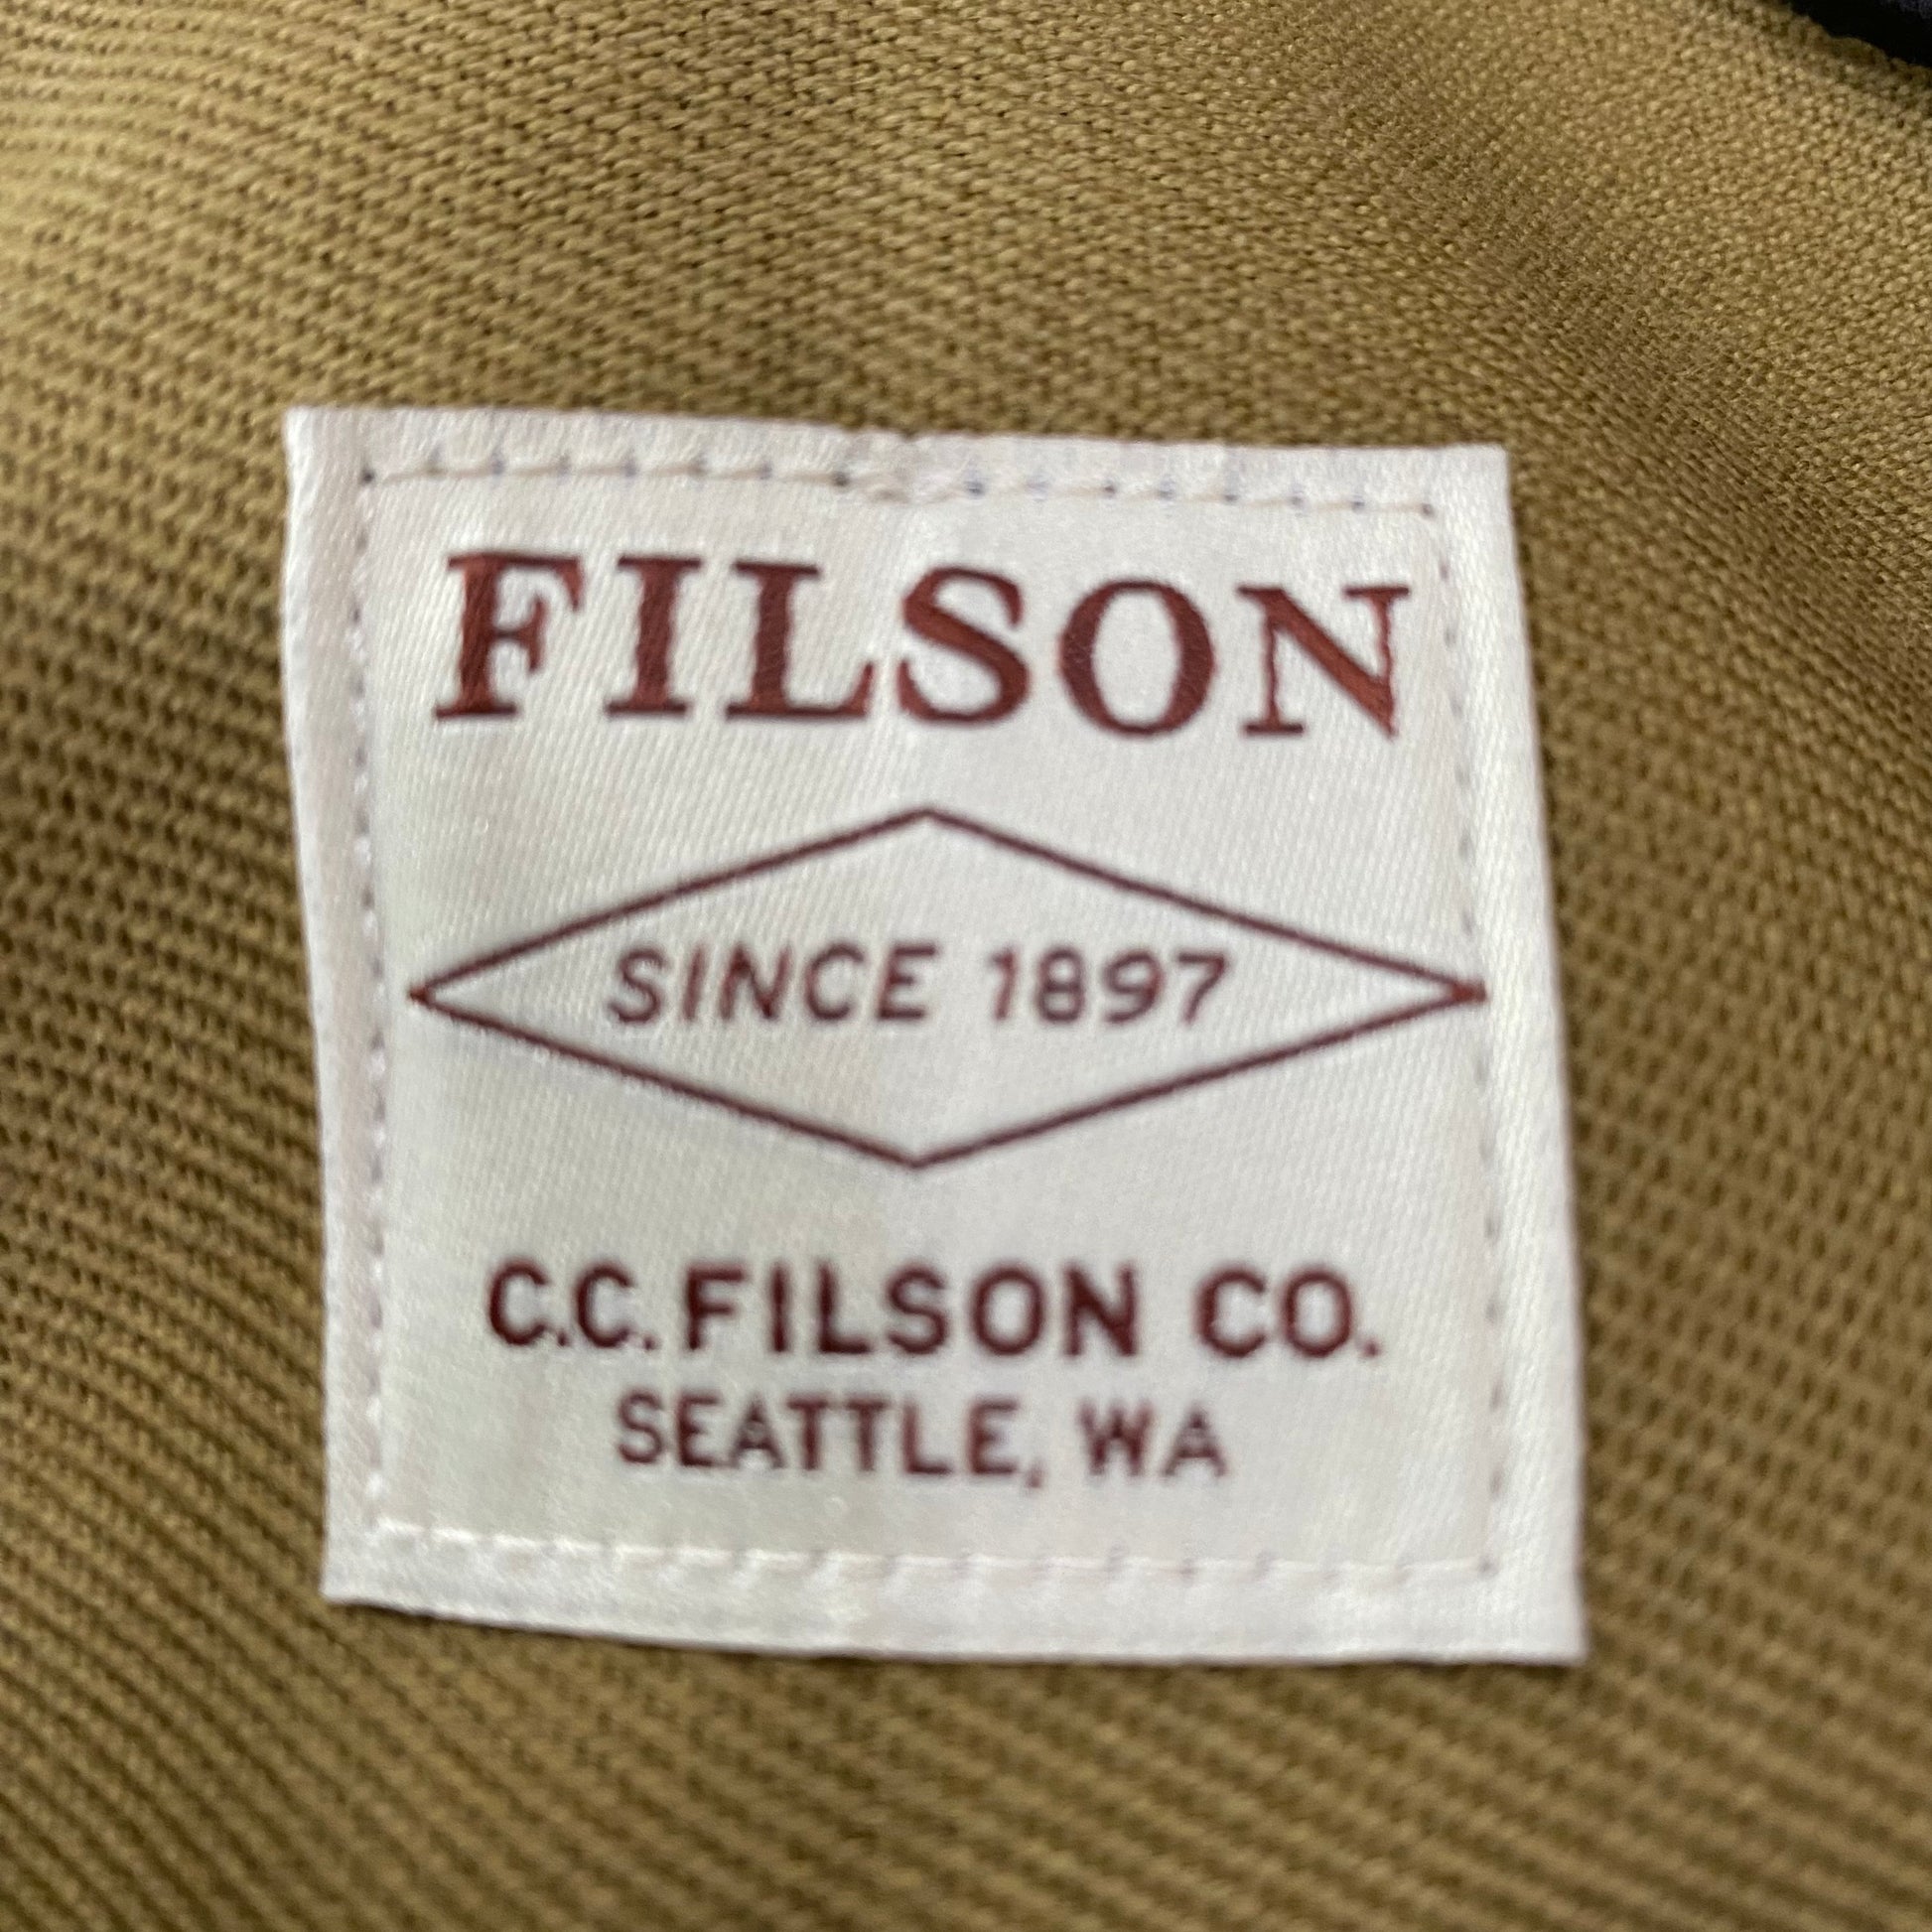 FILSON
SINCE 1897
C.C. FILSON CO.
SEATTLE, WA